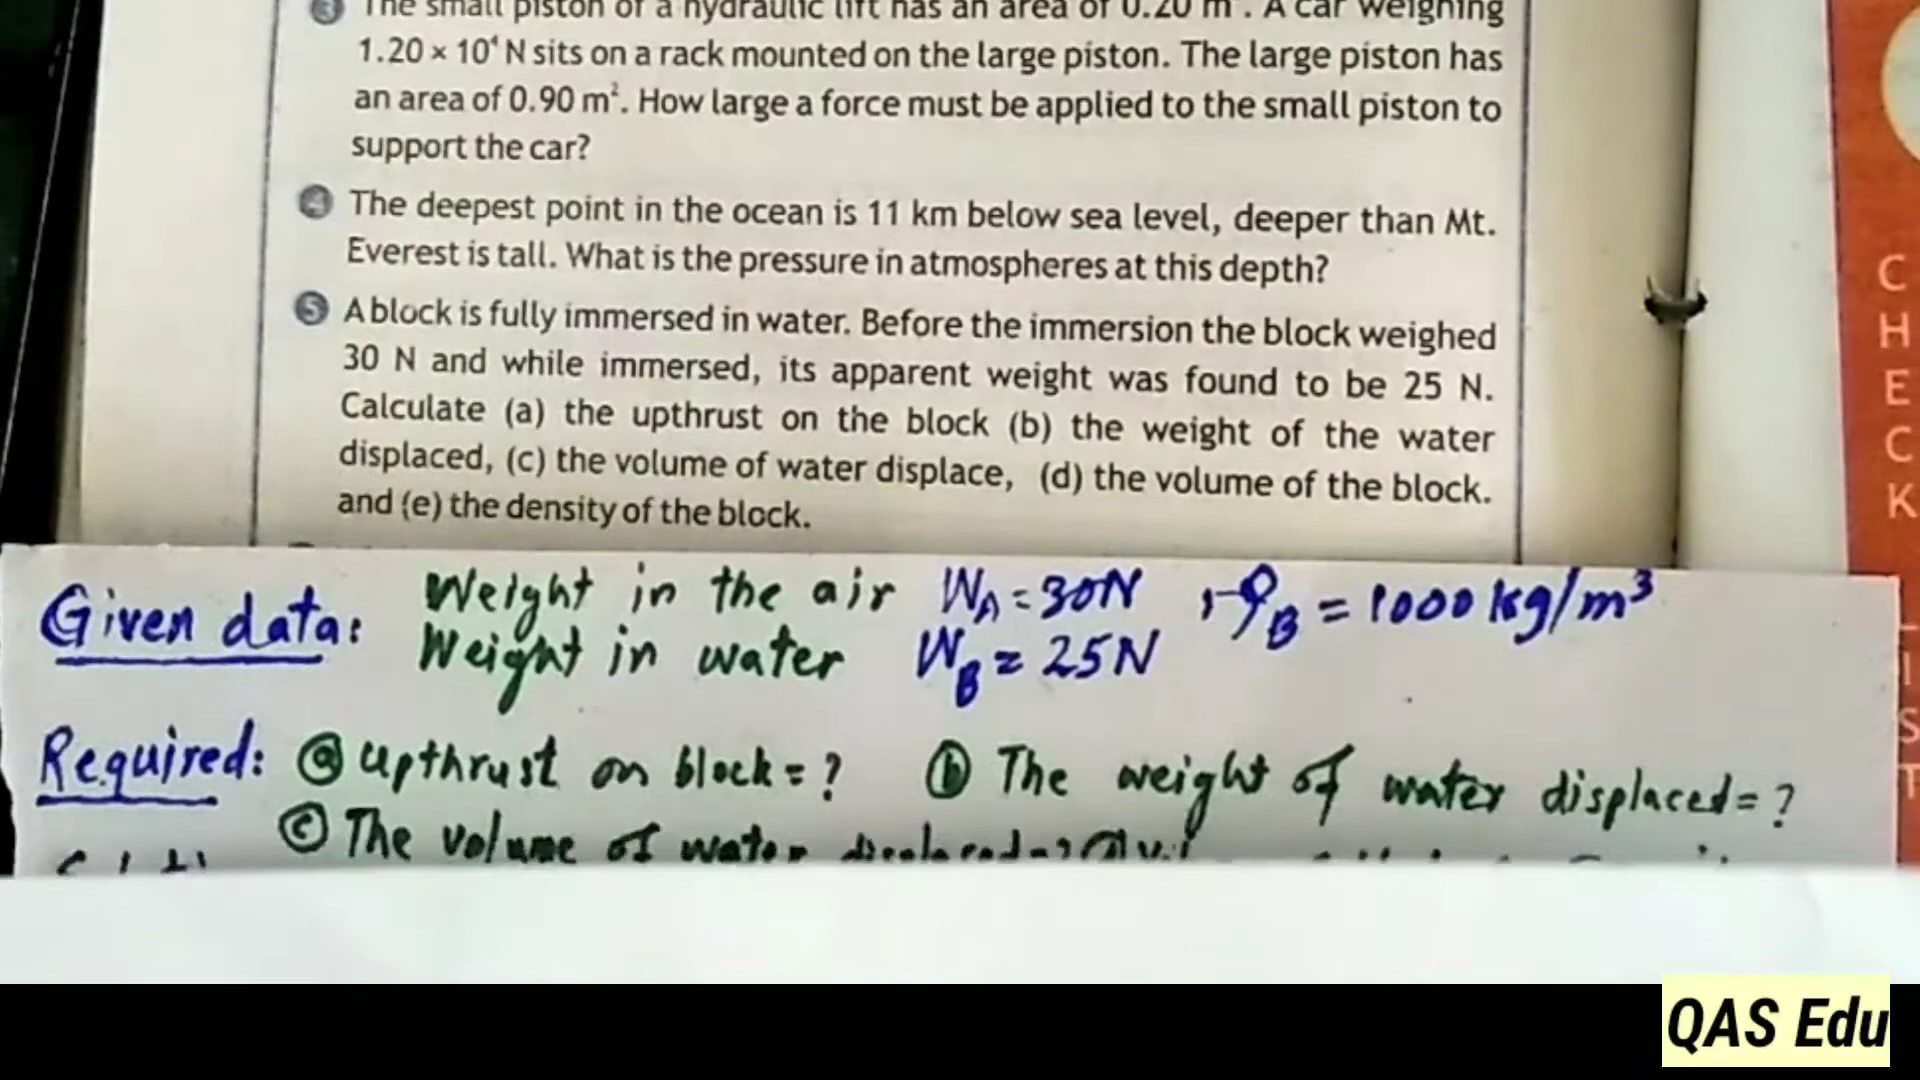 3 The small piston of a hydraulic lift has an area of 0.20 m². A car weighing
1.20 × 10⁴ N sits on a rack mounted on the large piston. The large piston has
an area of 0.90 m². How large a force must be applied to the small piston to
support the car?
4 The deepest point in the ocean is 11 km below sea level, deeper than Mt.
Everest is tall. What is the pressure in atmospheres at this depth?
5 A block is fully immersed in water. Before the immersion the block weighed
30 N and while immersed, its apparent weight was found to be 25 N.
Calculate (a) the upthrust on the block (b) the weight of the water
displaced, (c) the volume of water displace, (d) the volume of the block.
and (e) the density of the block.
CHECK LIST
Given data: Weight in the air W_A = 30N , ρ_B = 1000 kg/m³
Weight in water W_B = 25N
Required: (a) upthrust on block = ? (b) The weight of water displaced = ?
(c) The volume of water displaced = ?
QAS Edu